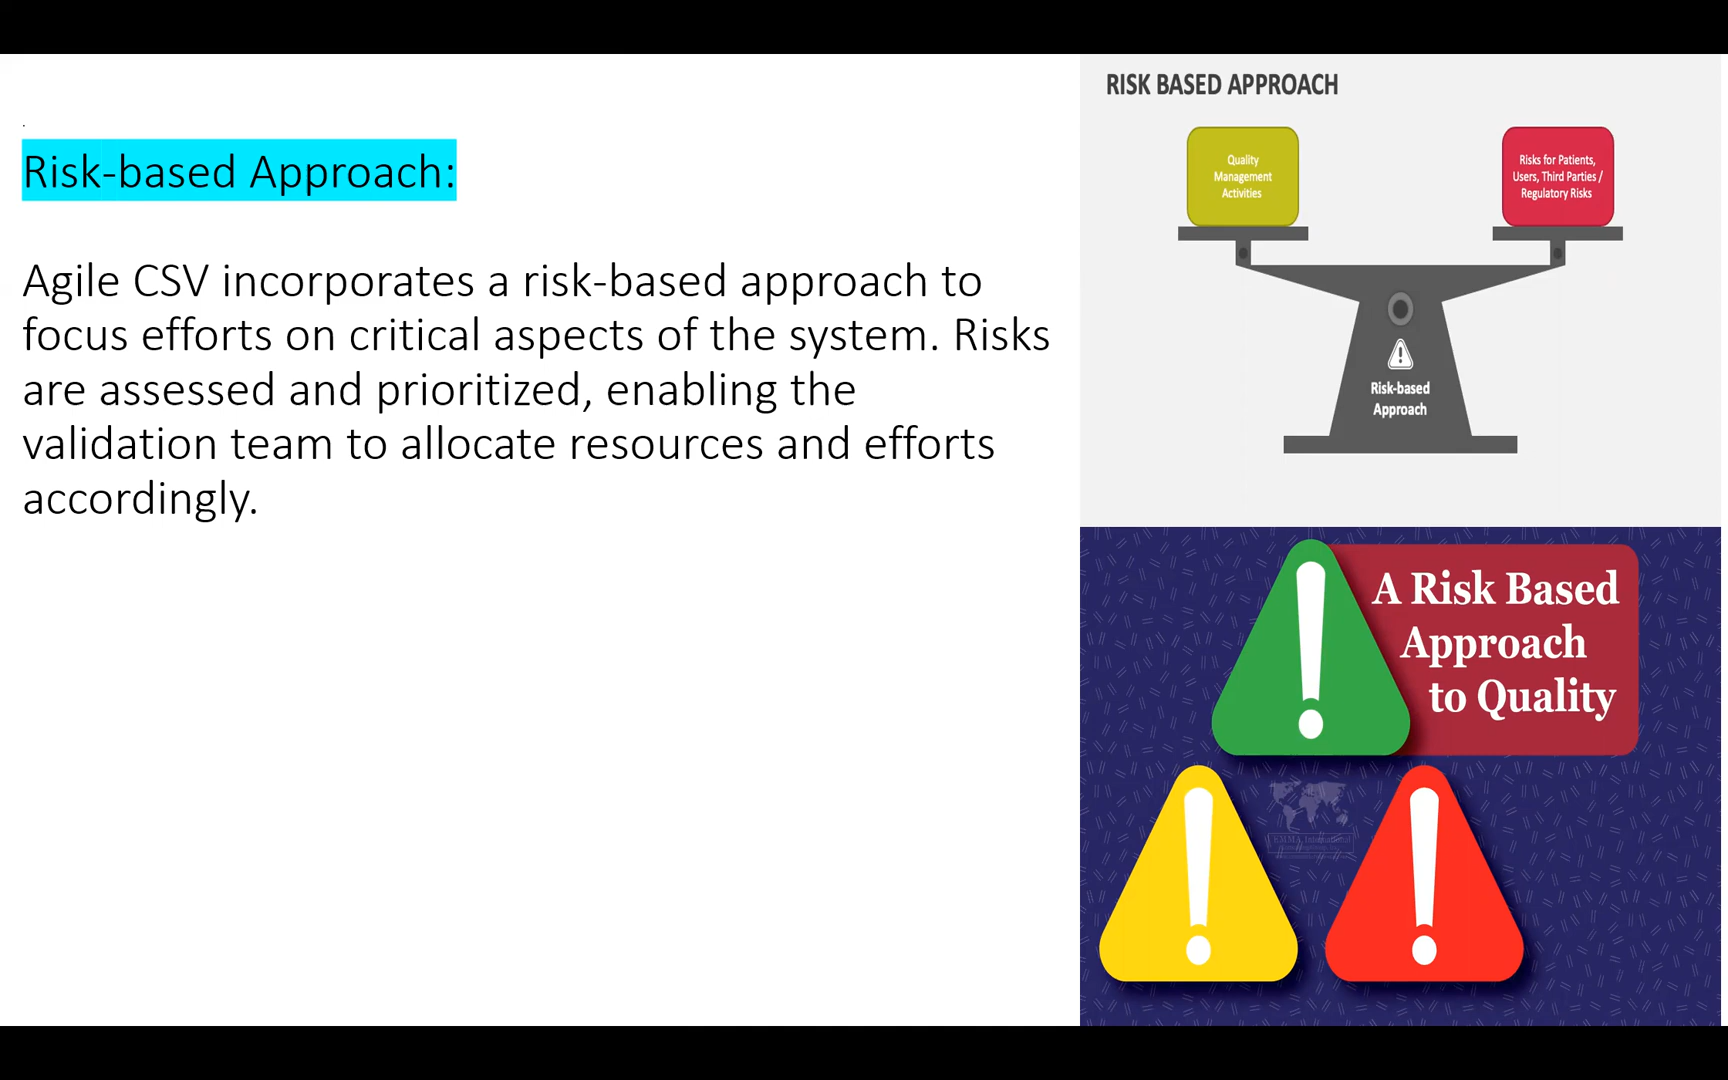 Risk-based Approach:
Agile CSV incorporates a risk-based approach to
focus efforts on critical aspects of the system. Risks
are assessed and prioritized, enabling the
validation team to allocate resources and efforts
accordingly.
RISK BASED APPROACH
Quality
Management
Activities
Risks for Patients,
Users, Third Parties /
Regulatory Risks
Risk-based
Approach
A Risk Based
Approach
to Quality
EMMA International